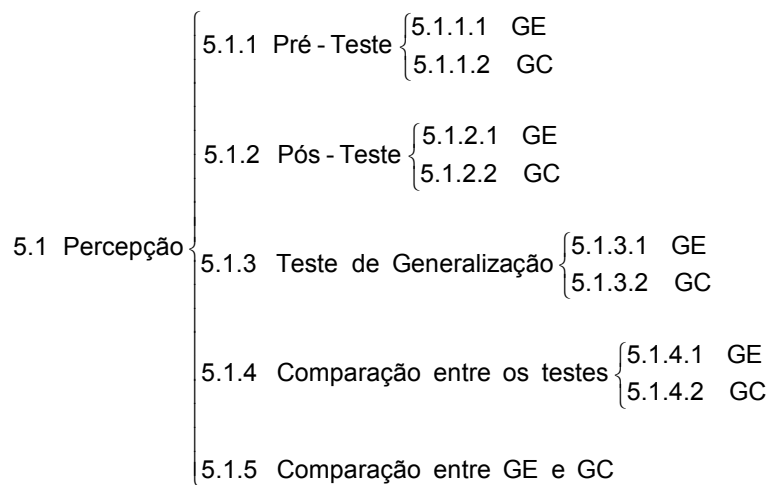 5.1 Percepção
5.1.1 Pré - Teste
5.1.1.1 GE
5.1.1.2 GC
5.1.2 Pós - Teste
5.1.2.1 GE
5.1.2.2 GC
5.1.3 Teste de Generalização
5.1.3.1 GE
5.1.3.2 GC
5.1.4 Comparação entre os testes
5.1.4.1 GE
5.1.4.2 GC
5.1.5 Comparação entre GE e GC